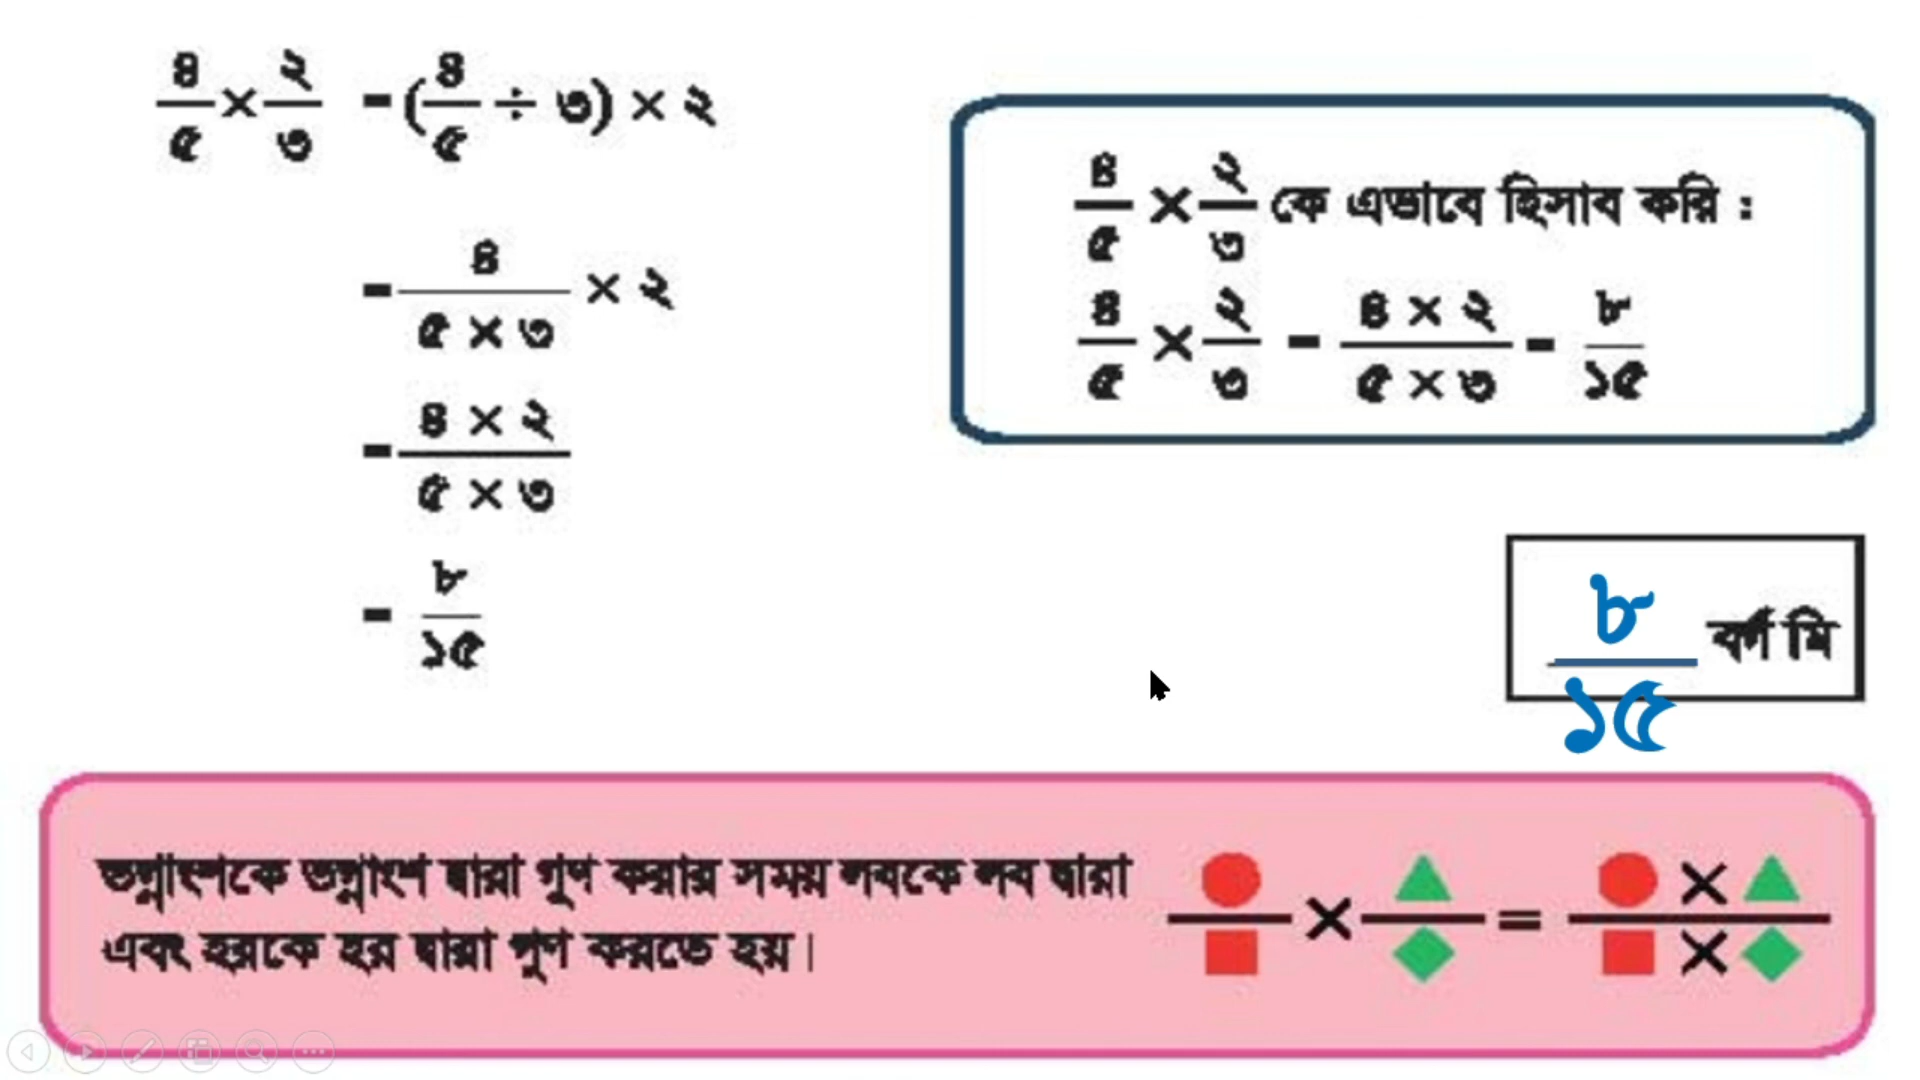 ৪/৫ × ২/৩ = (৪/৫ ÷ ৩) × ২
= ৪/(৫ × ৩) × ২
= (৪ × ২)/(৫ × ৩)
= ৮/১৫
৪/৫ × ২/৩ কে এভাবে হিসাব করি :
৪/৫ × ২/৩ = (৪ × ২)/(৫ × ৩) = ৮/১৫
৮/১৫ বর্গ মি
ভগ্নাংশকে ভগ্নাংশ দ্বারা গুণ করার সময় লবকে লব দ্বারা
এবং হরকে হর দ্বারা গুণ করতে হয়।
●/■ × ▲/◆ = (● × ▲)/(■ × ◆)